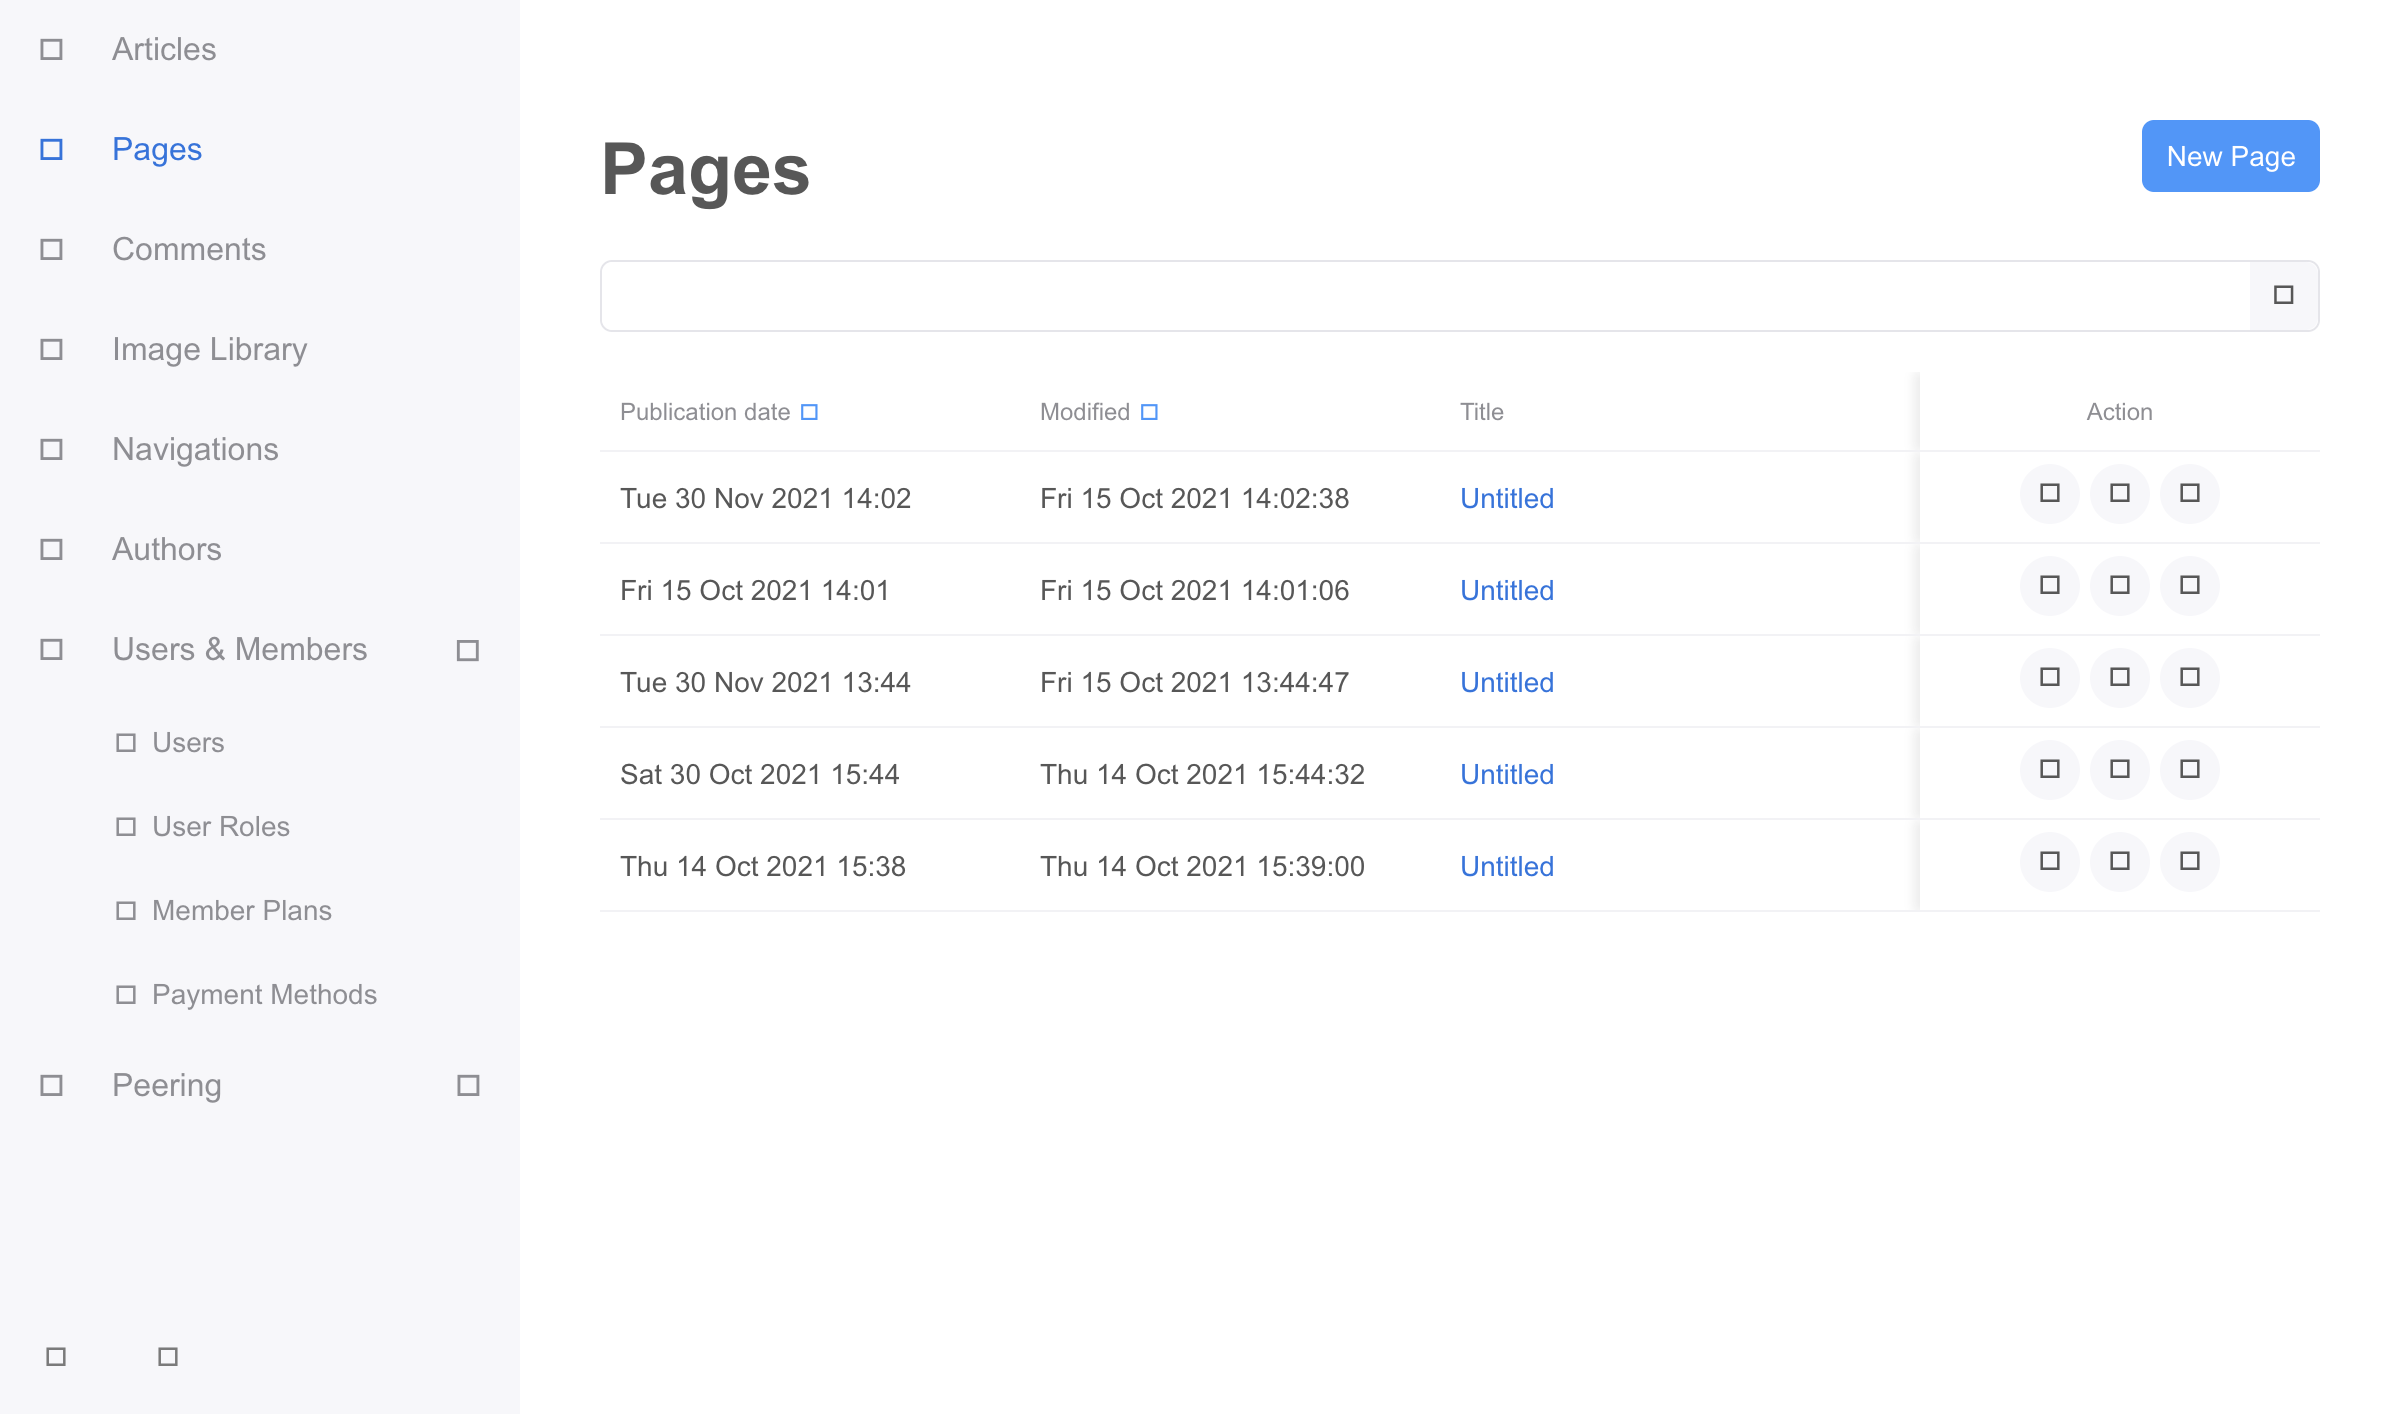 Articles
Pages
Comments
Image Library
Navigations
Authors
Users & Members
Users
User Roles
Member Plans
Payment Methods
Peering
Pages
New Page
Publication date Modified Title Action
Tue 30 Nov 2021 14:02 Fri 15 Oct 2021 14:02:38 Untitled
Fri 15 Oct 2021 14:01 Fri 15 Oct 2021 14:01:06 Untitled
Tue 30 Nov 2021 13:44 Fri 15 Oct 2021 13:44:47 Untitled
Sat 30 Oct 2021 15:44 Thu 14 Oct 2021 15:44:32 Untitled
Thu 14 Oct 2021 15:38 Thu 14 Oct 2021 15:39:00 Untitled